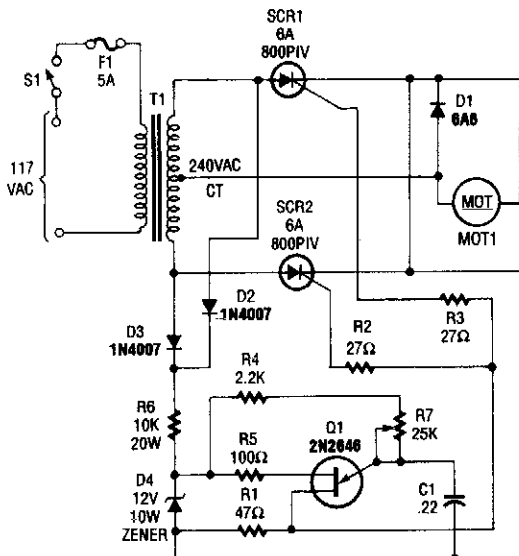 SCR1
6A
800PIV
F1
5A
S1
T1
D1
6A6
117
VAC
240VAC
CT
MOT
MOT1
SCR2
6A
800PIV
D2
1N4007
D3
1N4007
R3
27Ω
R2
27Ω
R4
2.2K
R6
10K
20W
R5
100Ω
Q1
2N2646
R7
25K
D4
12V
10W
ZENER
R1
47Ω
C1
.22